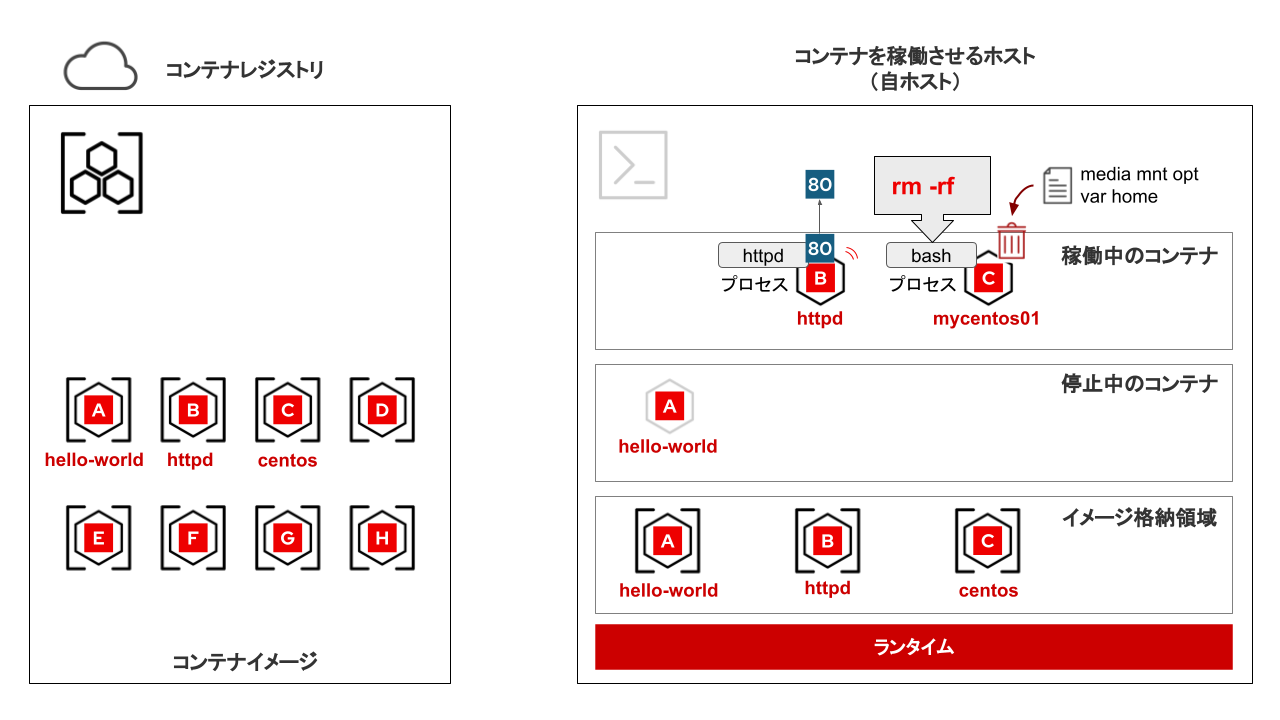 コンテナレジストリ
A
B
C
D
hello-world
httpd
centos
E
F
G
H
コンテナイメージ
コンテナを稼働させるホスト
（自ホスト）
>_
80
rm -rf
media mnt opt
var home
httpd
80
bash
稼働中のコンテナ
プロセス
B
プロセス
C
httpd
mycentos01
停止中のコンテナ
A
hello-world
イメージ格納領域
A
B
C
hello-world
httpd
centos
ランタイム